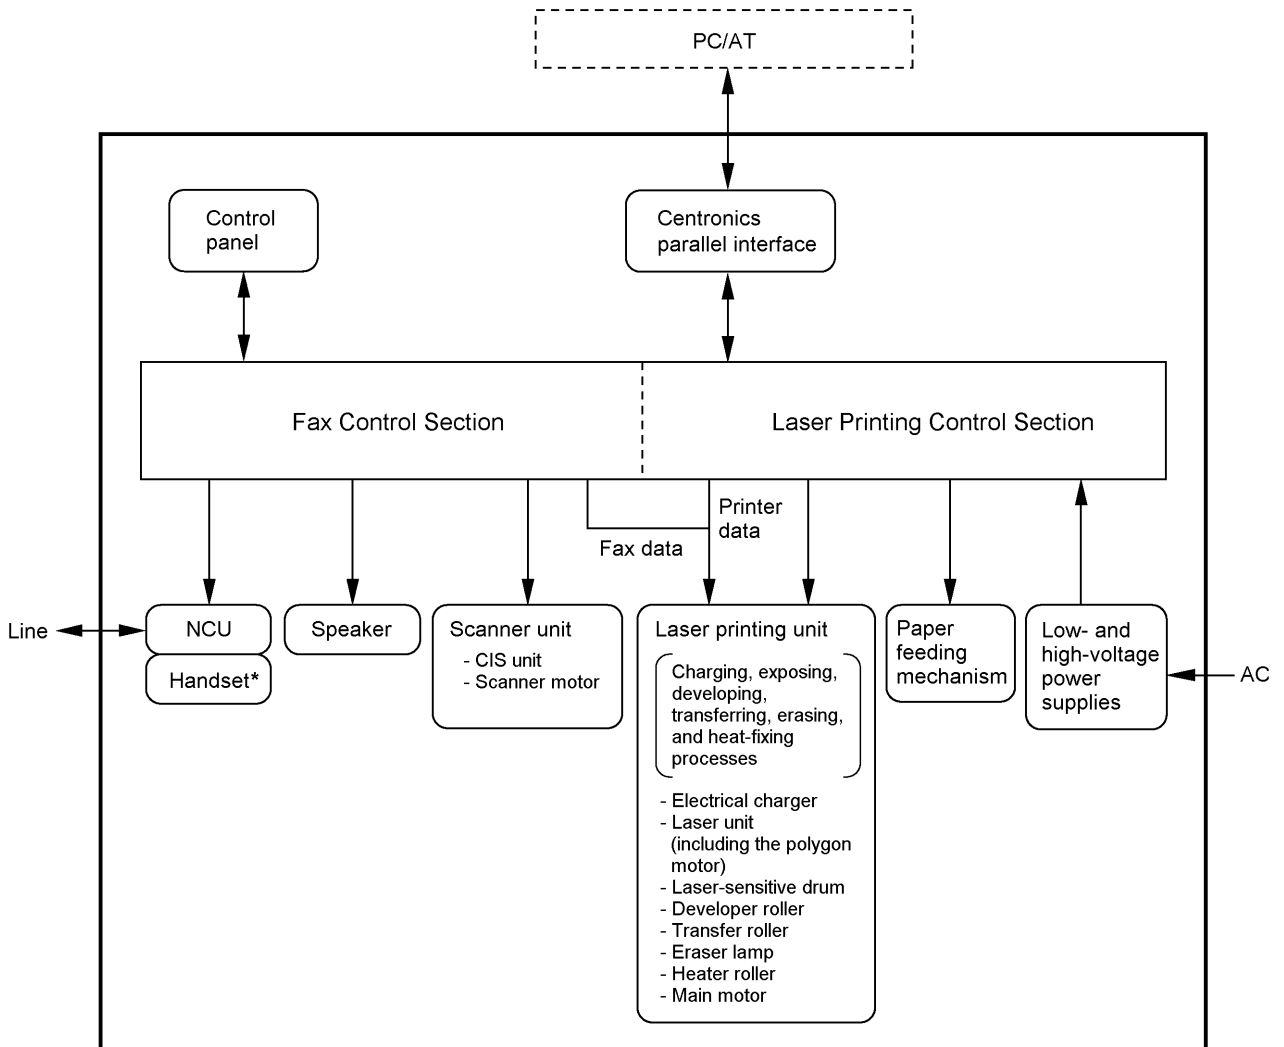 PC/AT
Control
panel
Centronics
parallel interface
Fax Control Section
Laser Printing Control Section
Printer
data
Fax data
Line
NCU
Handset*
Speaker
Scanner unit
- CIS unit
- Scanner motor
Laser printing unit
Charging, exposing,
developing,
transferring, erasing,
and heat-fixing
processes
- Electrical charger
- Laser unit
(including the polygon
motor)
- Laser-sensitive drum
- Developer roller
- Transfer roller
- Eraser lamp
- Heater roller
- Main motor
Paper
feeding
mechanism
Low- and
high-voltage
power
supplies
AC